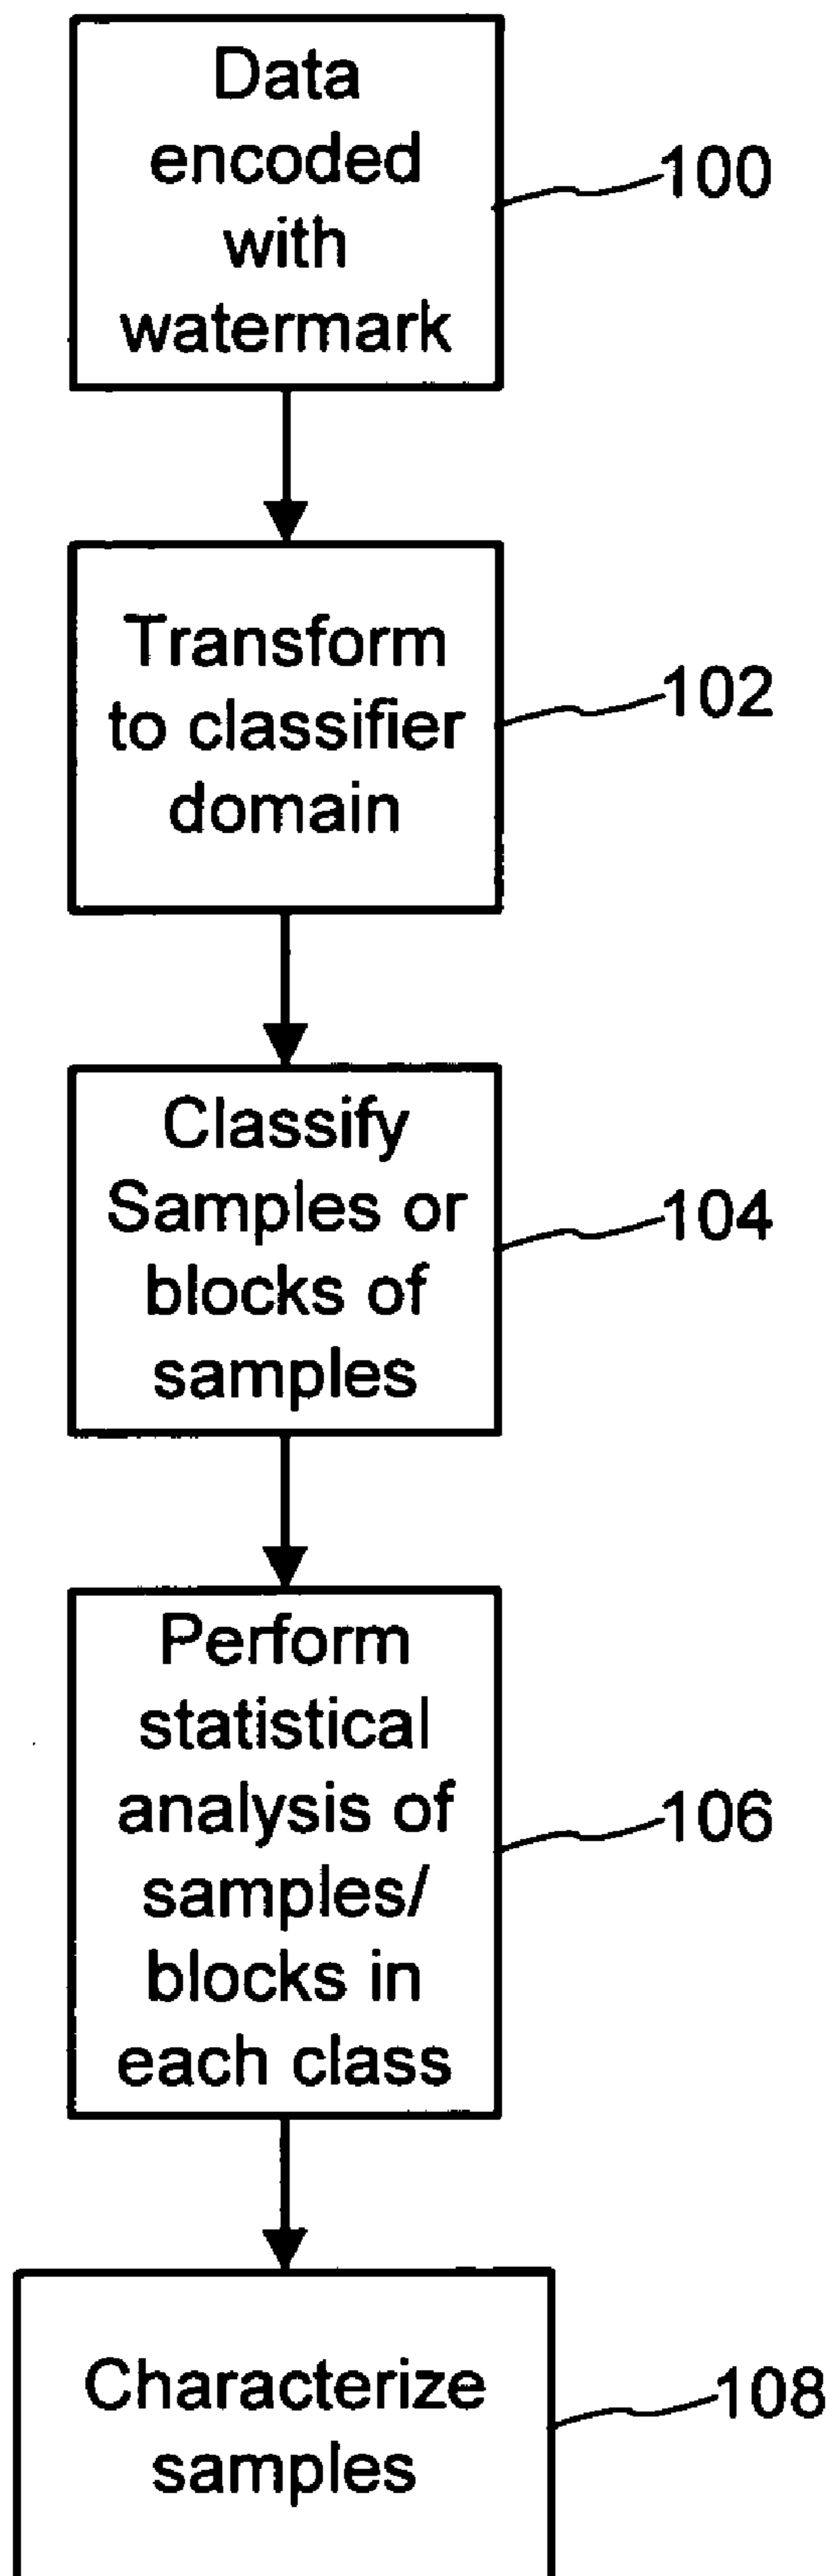 Data
encoded
with
watermark
100
Transform
to classifier
domain
102
Classify
Samples or
blocks of
samples
104
Perform
statistical
analysis of
samples/
blocks in
each class
106
Characterize
samples
108